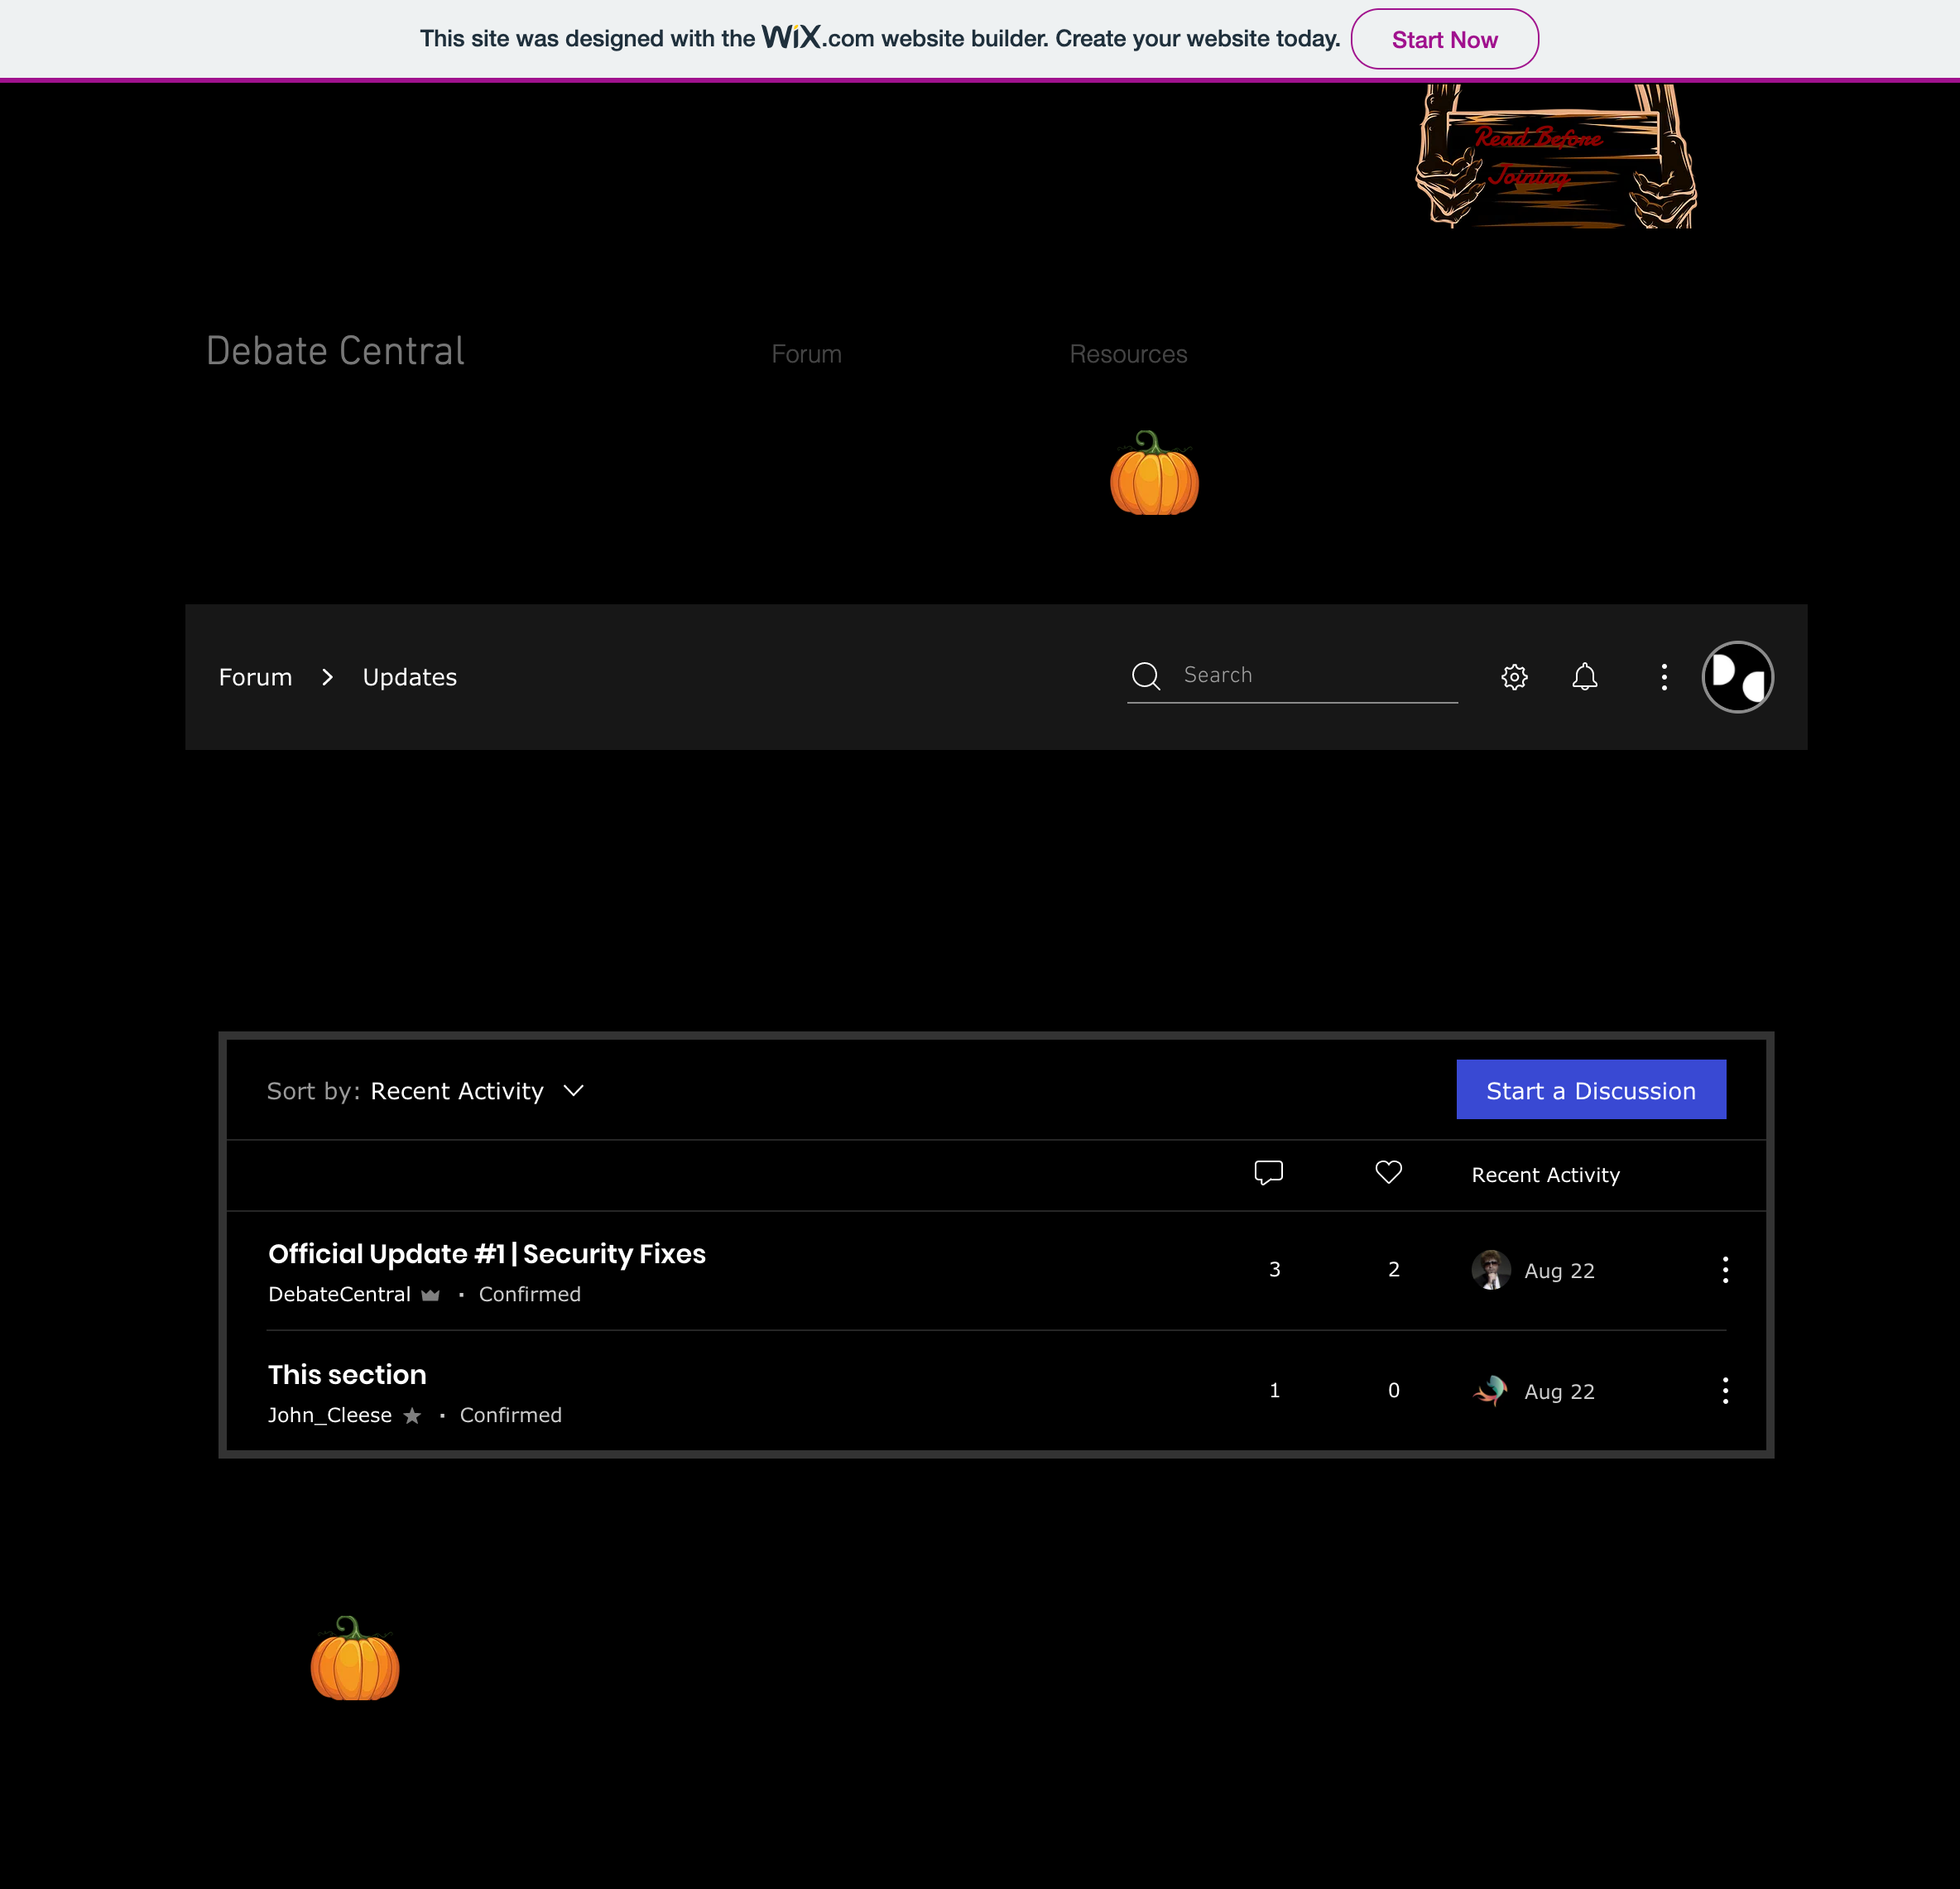 This site was designed with the WiX.com website builder. Create your website today. Start Now
Read Before
Joining
Debate Central Forum Resources
Forum Updates Search
Sort by: Recent Activity Start a Discussion
Recent Activity
Official Update #1 | Security Fixes
3 2 Aug 22
DebateCentral · Confirmed
This section
1 0 Aug 22
John_Cleese · Confirmed